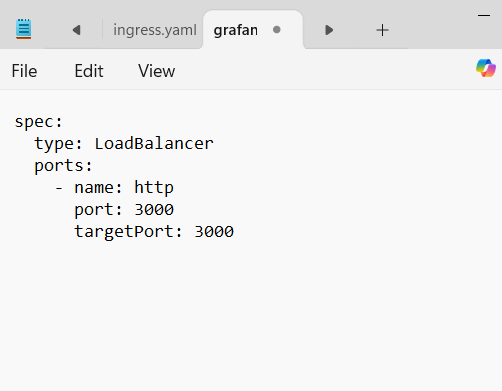 ingress.yaml grafan
File Edit View
spec:
  type: LoadBalancer
  ports:
    - name: http
      port: 3000
      targetPort: 3000